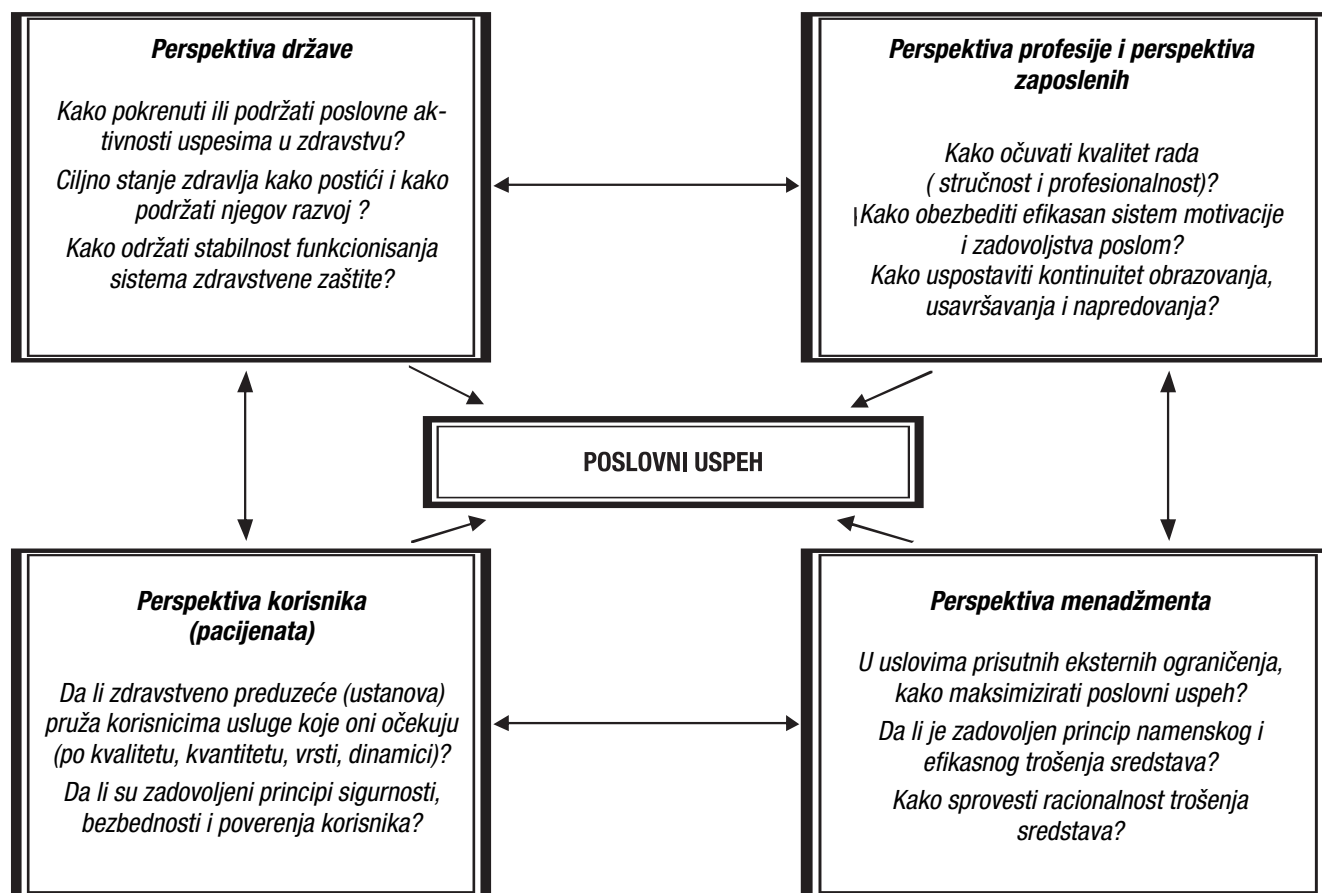 Perspektiva države
Kako pokrenuti ili podržati poslovne ak-
tivnosti uspesima u zdravstvu?
Ciljno stanje zdravlja kako postići i kako
podržati njegov razvoj ?
Kako održati stabilnost funkcionisanja
sistema zdravstvene zaštite?
Perspektiva profesije i perspektiva
zaposlenih
Kako očuvati kvalitet rada
( stručnost i profesionalnost)?
Kako obezbediti efikasan sistem motivacije
i zadovoljstva poslom?
Kako uspostaviti kontinuitet obrazovanja,
usavršavanja i napredovanja?
POSLOVNI USPEH
Perspektiva korisnika
(pacijenata)
Da li zdravstveno preduzeće (ustanova)
pruža korisnicima usluge koje oni očekuju
(po kvalitetu, kvantitetu, vrsti, dinamici)?
Da li su zadovoljeni principi sigurnosti,
bezbednosti i poverenja korisnika?
Perspektiva menadžmenta
U uslovima prisutnih eksternih ograničenja,
kako maksimizirati poslovni uspeh?
Da li je zadovoljen princip namenskog i
efikasnog trošenja sredstava?
Kako sprovesti racionalnost trošenja
sredstava?